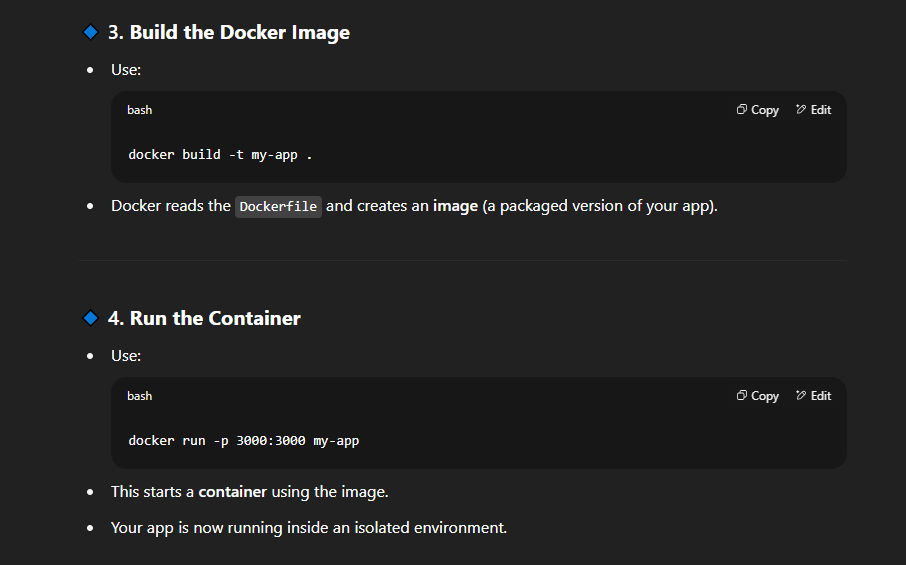 3. Build the Docker Image
Use:
bash
Copy
Edit
docker build -t my-app .
Docker reads the Dockerfile and creates an image (a packaged version of your app).
4. Run the Container
Use:
bash
Copy
Edit
docker run -p 3000:3000 my-app
This starts a container using the image.
Your app is now running inside an isolated environment.